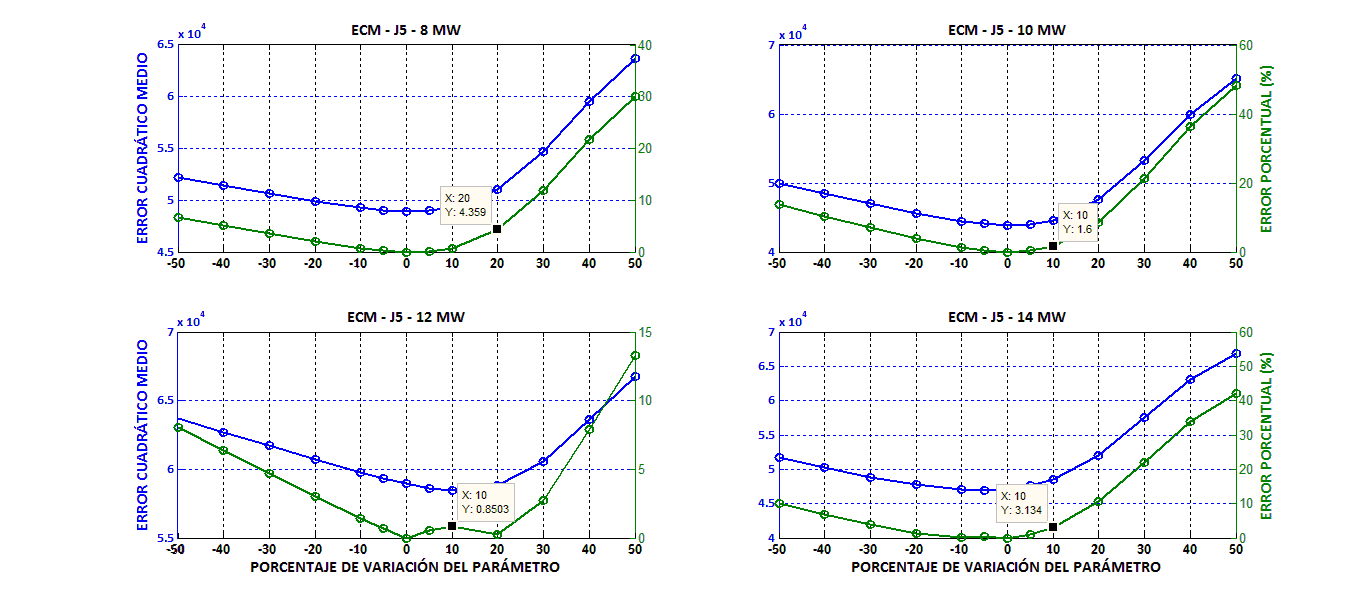 ECM - J5 - 8 MW
x 10^4
6.5
6
5.5
5
4.5
ERROR CUADRÁTICO MEDIO
40
30
20
10
0
X: 20
Y: 4.359
-50 -40 -30 -20 -10 0 10 20 30 40 50
ECM - J5 - 10 MW
x 10^4
7
6
5
4
60
40
20
0
ERROR PORCENTUAL (%)
X: 10
Y: 1.6
-50 -40 -30 -20 -10 0 10 20 30 40 50
ECM - J5 - 12 MW
x 10^4
7
6.5
6
5.5
ERROR CUADRÁTICO MEDIO
15
10
5
0
X: 10
Y: 0.8503
-50 -40 -30 -20 -10 0 10 20 30 40 50
PORCENTAJE DE VARIACIÓN DEL PARÁMETRO
ECM - J5 - 14 MW
x 10^4
7
6.5
6
5.5
5
4.5
4
60
50
40
30
20
10
0
ERROR PORCENTUAL (%)
X: 10
Y: 3.134
-50 -40 -30 -20 -10 0 10 20 30 40 50
PORCENTAJE DE VARIACIÓN DEL PARÁMETRO